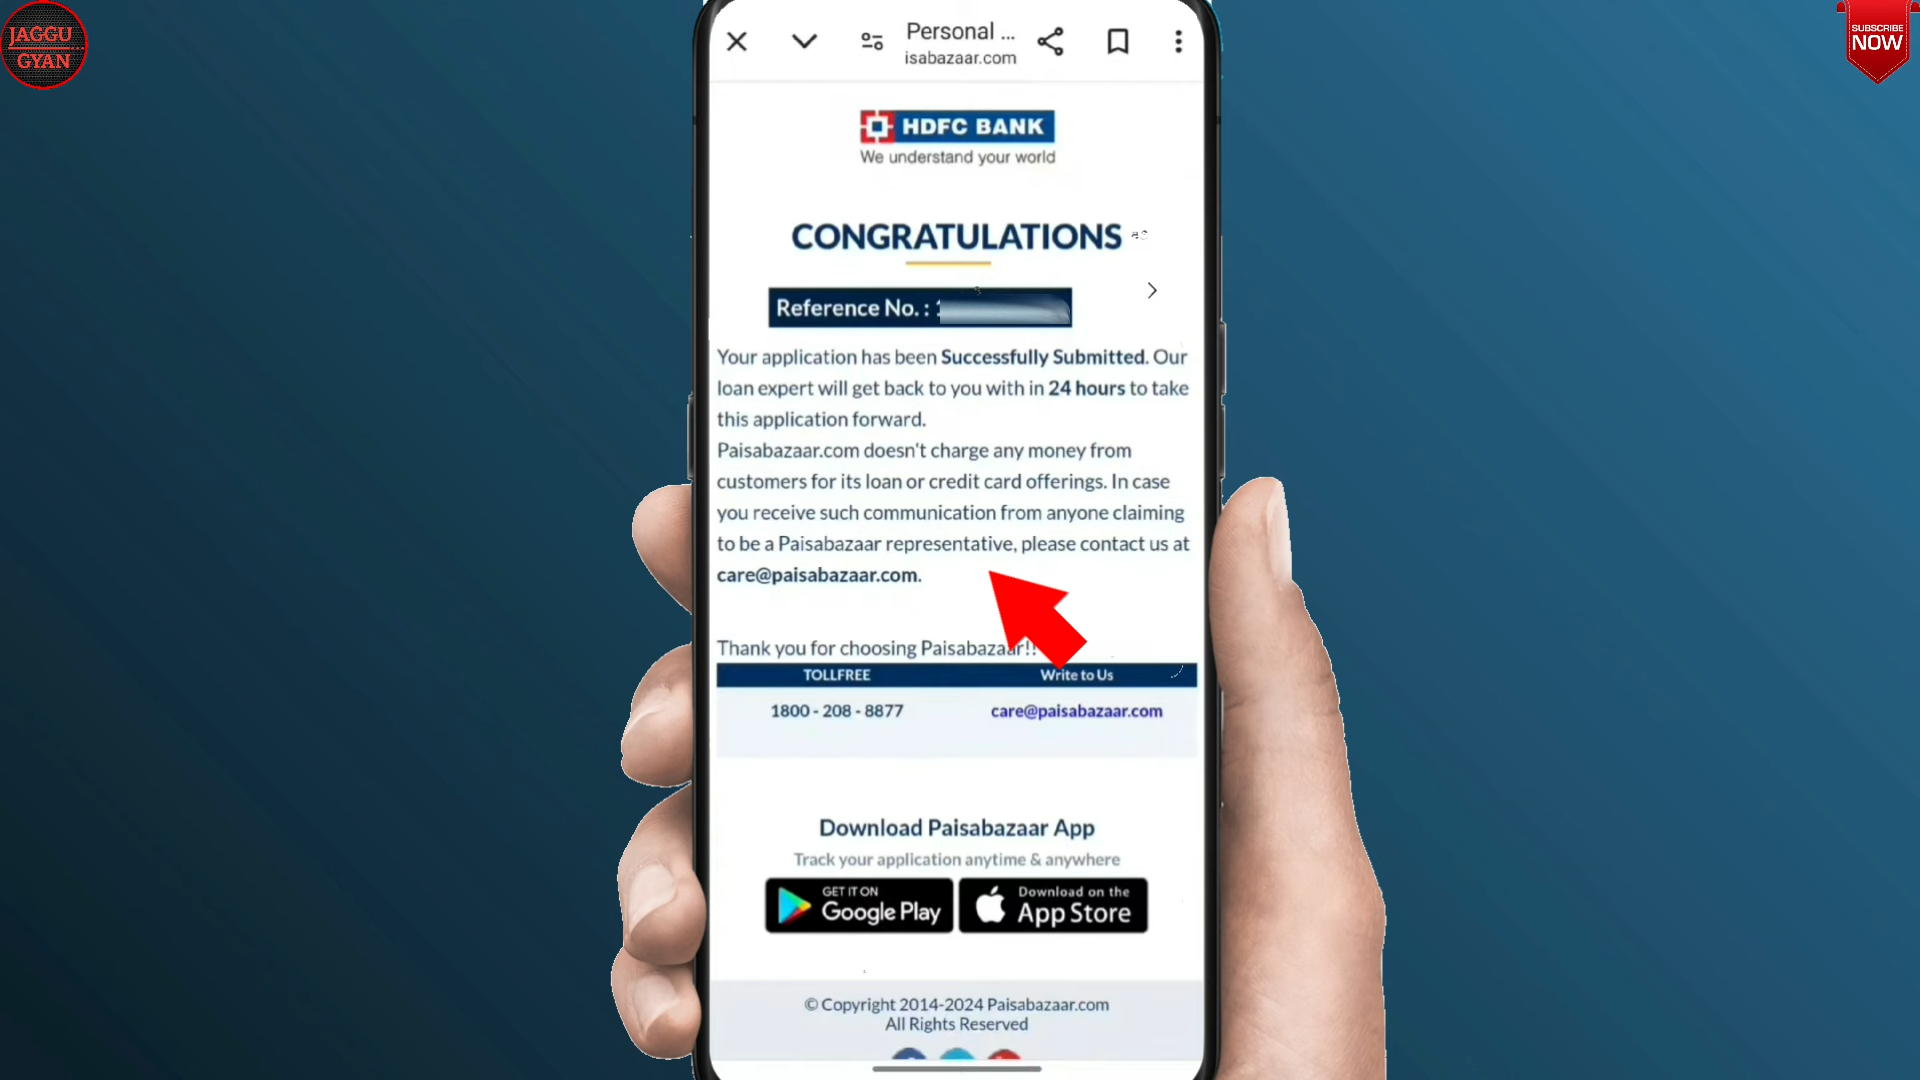 JAGGU
GYAN
SUBSCRIBE
NOW
Personal ...
isabazaar.com
HDFC BANK
We understand your world
CONGRATULATIONS
Reference No. :
Your application has been Successfully Submitted. Our
loan expert will get back to you with in 24 hours to take
this application forward.
Paisabazaar.com doesn't charge any money from
customers for its loan or credit card offerings. In case
you receive such communication from anyone claiming
to be a Paisabazaar representative, please contact us at
care@paisabazaar.com.
Thank you for choosing Paisabazaar!!
TOLLFREE Write to Us
1800 - 208 - 8877 care@paisabazaar.com
Download Paisabazaar App
Track your application anytime & anywhere
GET IT ON
Google Play
Download on the
App Store
© Copyright 2014-2024 Paisabazaar.com
All Rights Reserved